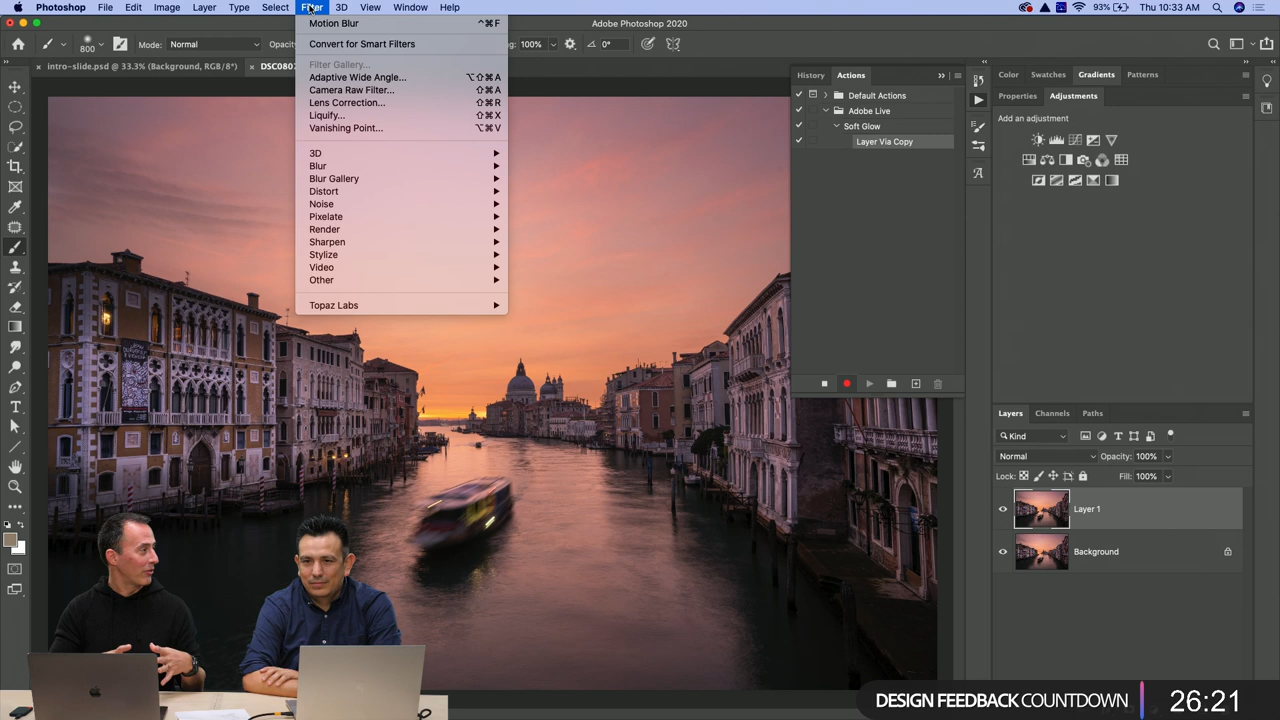 Photoshop File Edit Image Layer Type Select Filter 3D View Window Help 93% Thu 10:33 AM
Adobe Photoshop 2020
800 Mode: Normal Opaci 100% 0°
intro-slide.psd @ 33.3% (Background, RGB/8*) DSC080
Motion Blur ^⌘F
Convert for Smart Filters
Filter Gallery...
Adaptive Wide Angle... ⌥⇧⌘A
Camera Raw Filter... ⇧⌘A
Lens Correction... ⇧⌘R
Liquify... ⇧⌘X
Vanishing Point... ⌥⌘V
3D
Blur
Blur Gallery
Distort
Noise
Pixelate
Render
Sharpen
Stylize
Video
Other
Topaz Labs
History Actions
Default Actions
Adobe Live
Soft Glow
Layer Via Copy
Color Swatches Gradients Patterns
Properties Adjustments
Add an adjustment
Layers Channels Paths
Kind
Normal Opacity: 100%
Lock: Fill: 100%
Layer 1
Background
DESIGN FEEDBACK COUNTDOWN 26:21